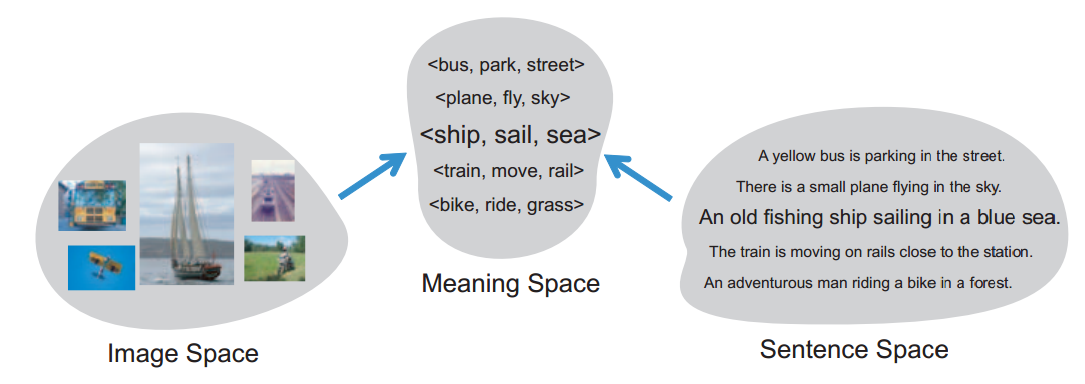 <bus, park, street>
<plane, fly, sky>
<ship, sail, sea>
<train, move, rail>
<bike, ride, grass>
Meaning Space
Image Space
A yellow bus is parking in the street.
There is a small plane flying in the sky.
An old fishing ship sailing in a blue sea.
The train is moving on rails close to the station.
An adventurous man riding a bike in a forest.
Sentence Space